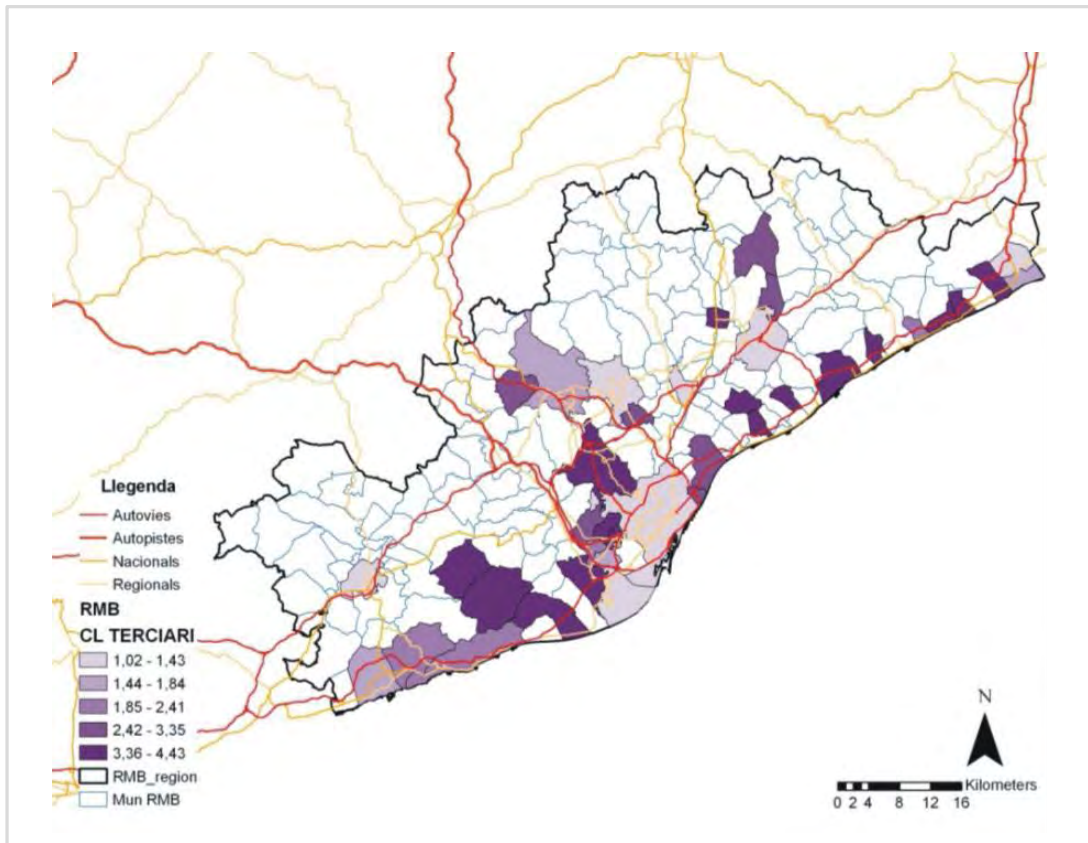 Llegenda
Autovies
Autopistes
Nacionals
Regionals
RMB
CL TERCIARI
1,02 - 1,43
1,44 - 1,84
1,85 - 2,41
2,42 - 3,35
3,36 - 4,43
RMB_region
Mun RMB
N
Kilometers
0 2 4 8 12 16